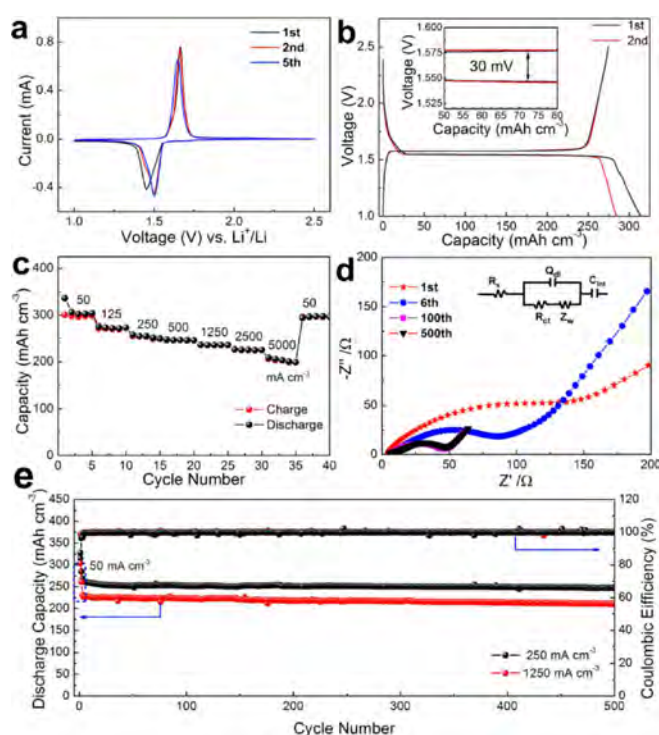 a
1st
2nd
5th
Current (mA)
0.8
0.4
0.0
-0.4
1.0 1.5 2.0 2.5
Voltage (V) vs. Li+/Li
b
1st
2nd
Voltage (V)
2.5
2.0
1.5
1.0
0 50 100 150 200 250 300
Capacity (mAh cm-3)
Voltage (V)
1.600
1.575
1.550
1.525
30 mV
50 55 60 65 70 75 80
Capacity (mAh cm-3)
c
Capacity (mAh cm-3)
400
300
200
100
0
50
125
250
500
1250
2500
5000
50
mA cm-3
Charge
Discharge
0 5 10 15 20 25 30 35 40
Cycle Number
d
1st
6th
100th
500th
-Z''/Ω
200
150
100
50
0
0 50 100 150 200
Z'/Ω
Rs
Qdl
Cint
Rct
Zw
e
Discharge Capacity (mAh cm-3)
450
400
350
300
250
200
150
100
50
0
50 mA cm-3
250 mA cm-3
1250 mA cm-3
0 100 200 300 400 500
Cycle Number
Coulombic Eifficiency (%)
120
100
80
60
40
20
0